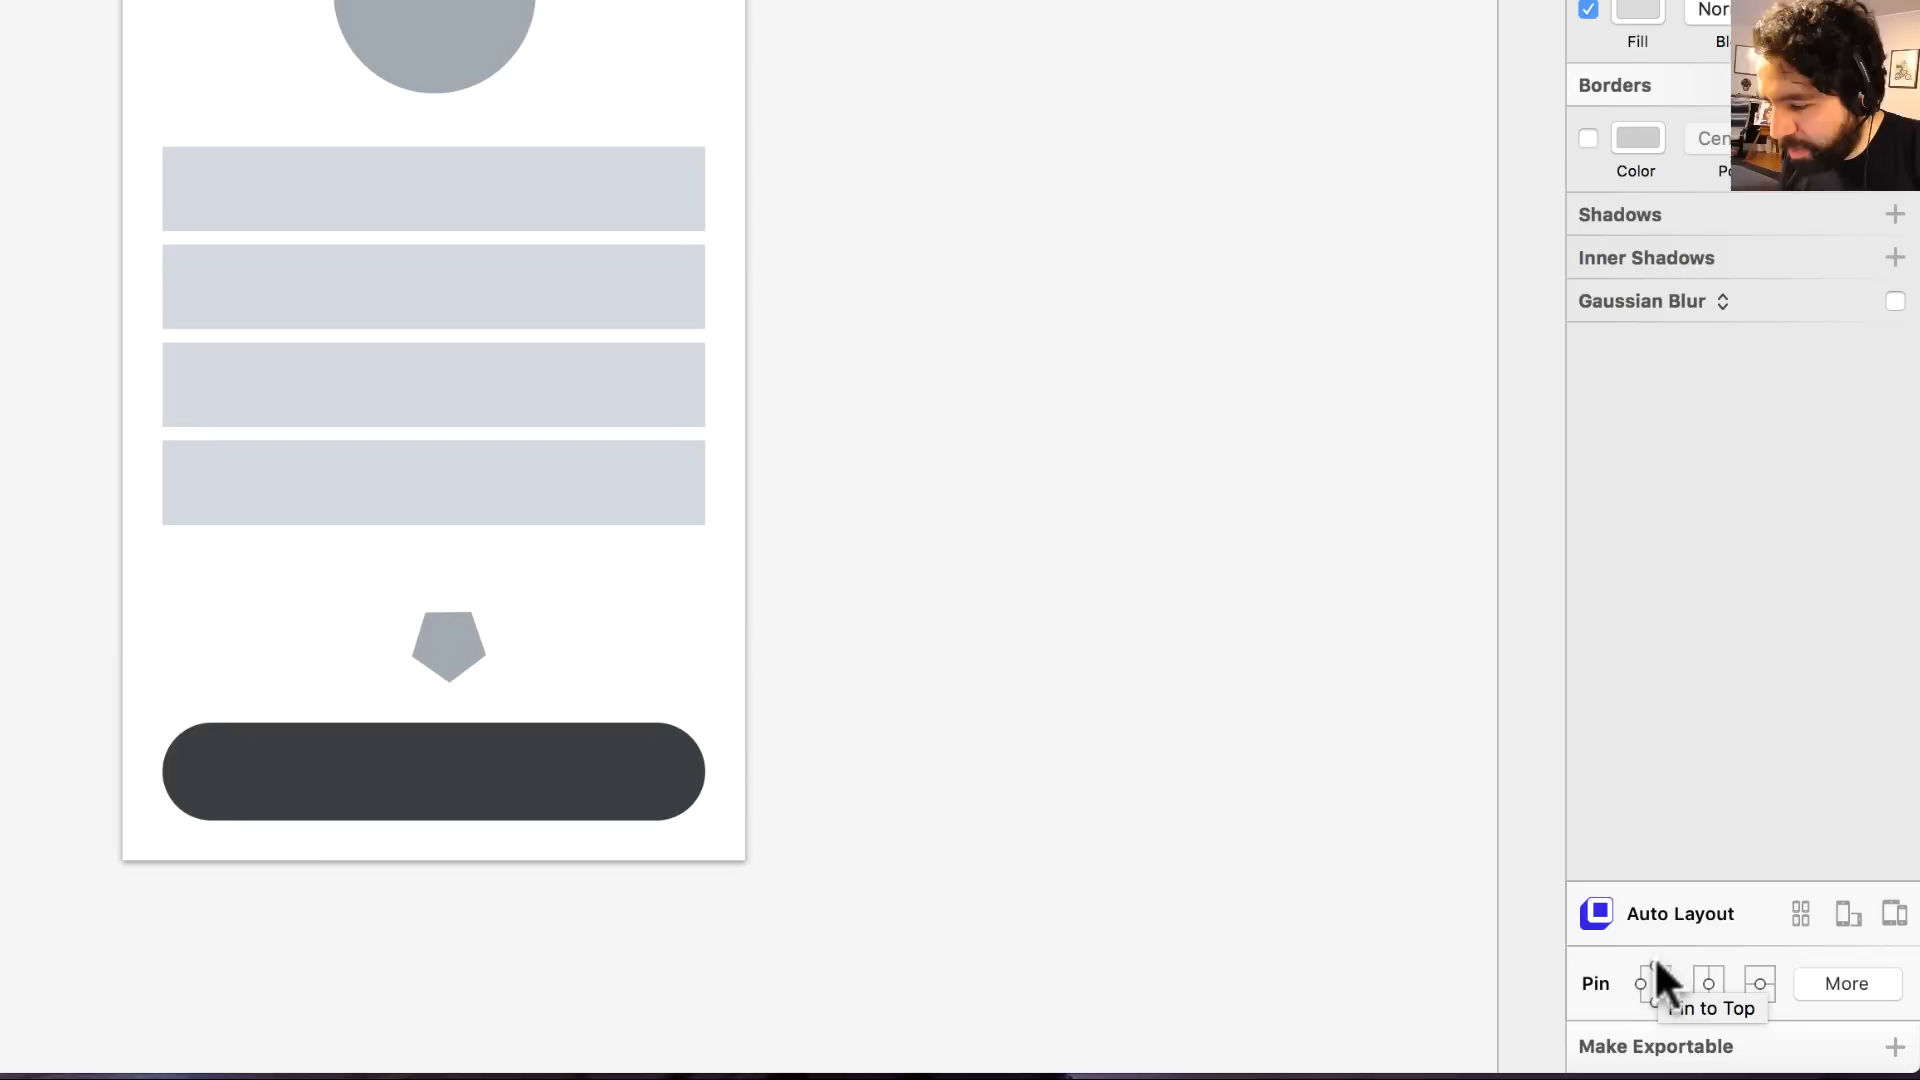 Fill
Borders
Color
Shadows
Inner Shadows
Gaussian Blur
Auto Layout
Pin
More
to Top
Make Exportable